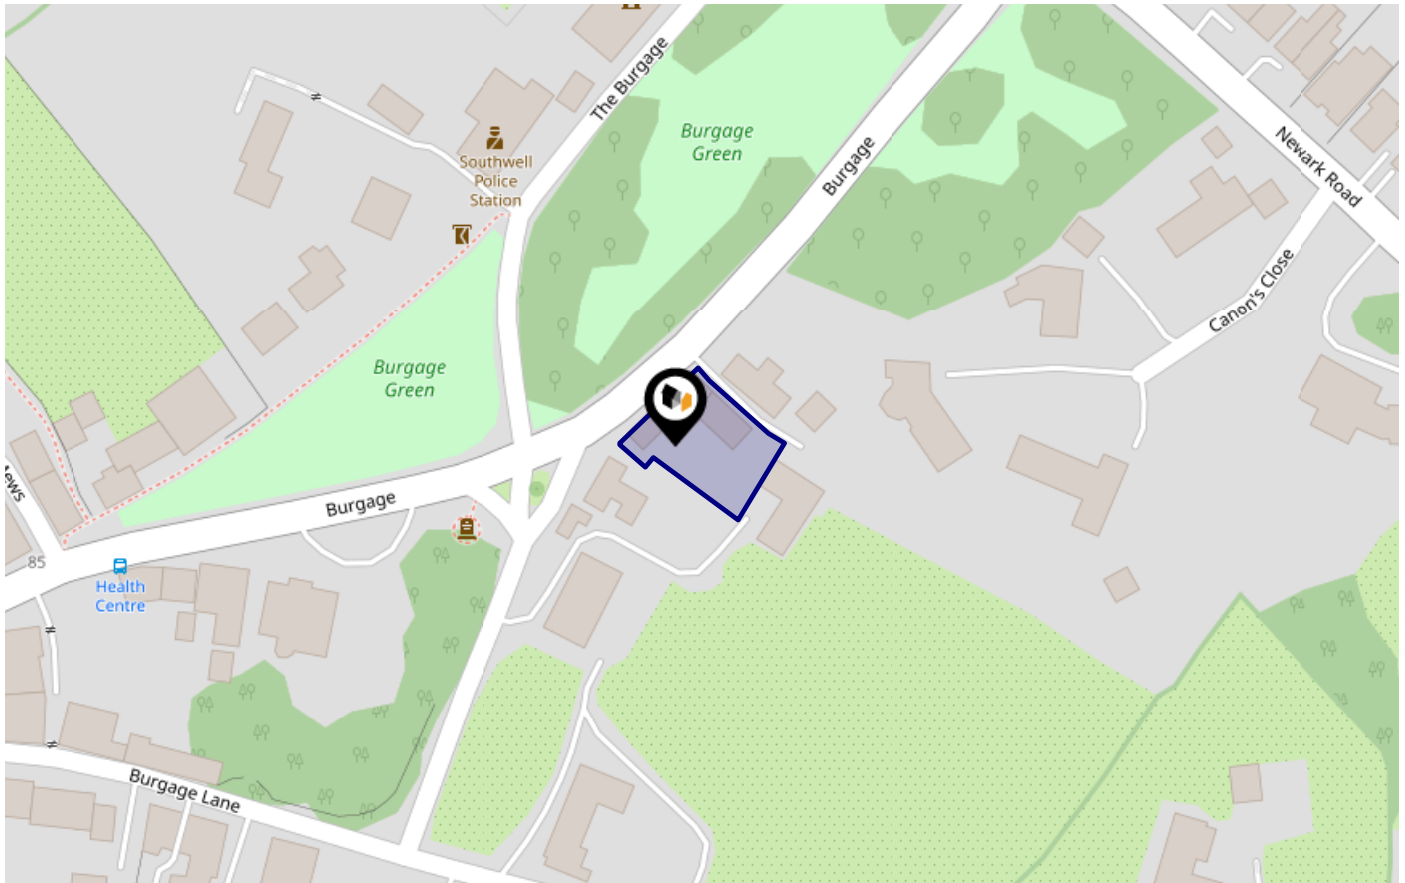 The Burgage
Burgage
Green
Southwell
Police
Station
Burgage
Newark Road
Canon's Close
Burgage
Green
Burgage
85
Health
Centre
Burgage Lane